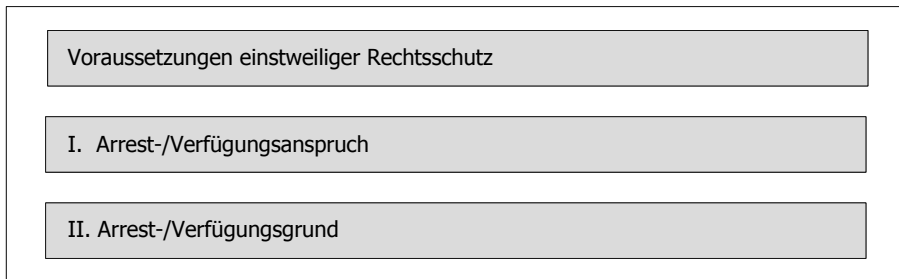 Voraussetzungen einstweiliger Rechtsschutz
I. Arrest-/Verfügungsanspruch
II. Arrest-/Verfügungsgrund